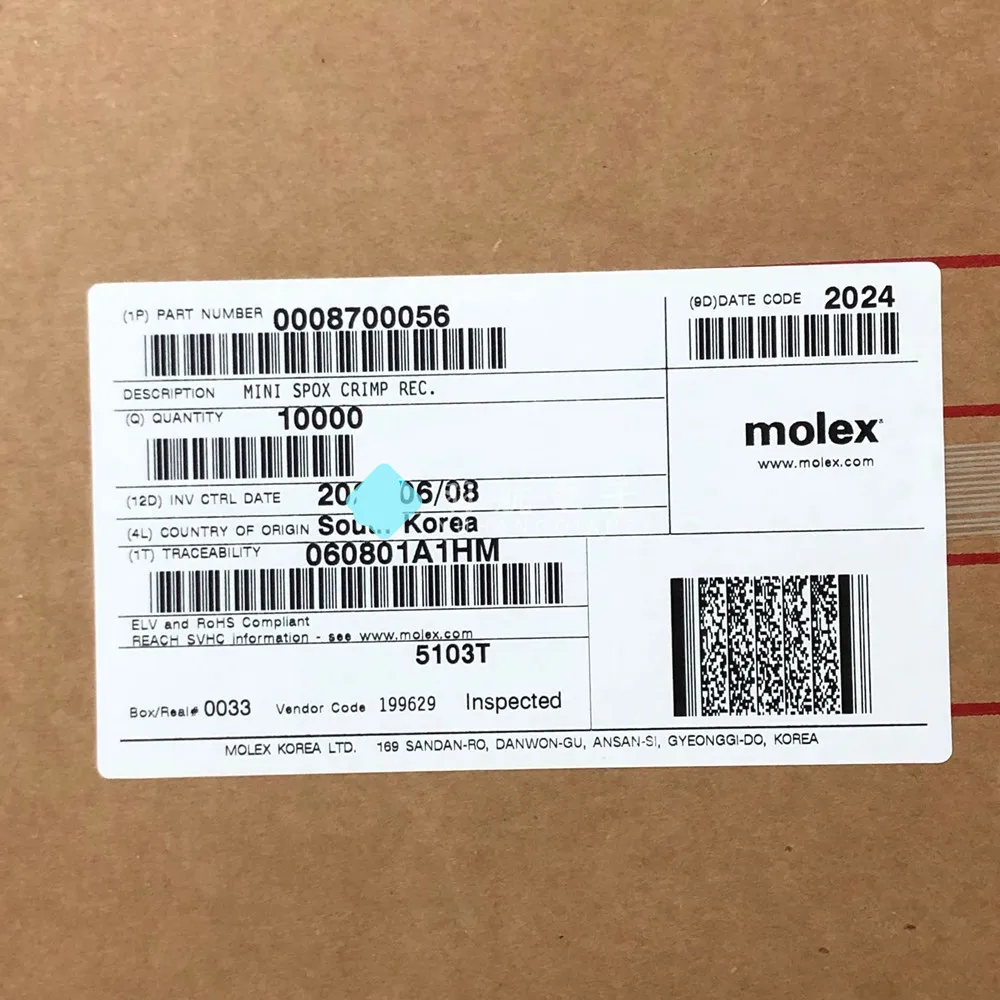 (1P) PART NUMBER 0008700056
(9D)DATE CODE 2024
DESCRIPTION MINI SPOX CRIMP REC.
(Q) QUANTITY 10000
molex
www.molex.com
(12D) INV CTRL DATE 06/08
(4L) COUNTRY OF ORIGIN South Korea
(1T) TRACEABILITY 060801A1HM
ELV and RoHS Compliant
REACH SVHC information - see www.molex.com
5103T
Box/Real# 0033 Vendor Code 199629 Inspected
MOLEX KOREA LTD. 169 SANDAN-RO, DANWON-GU, ANSAN-SI, GYEONGGI-DO, KOREA